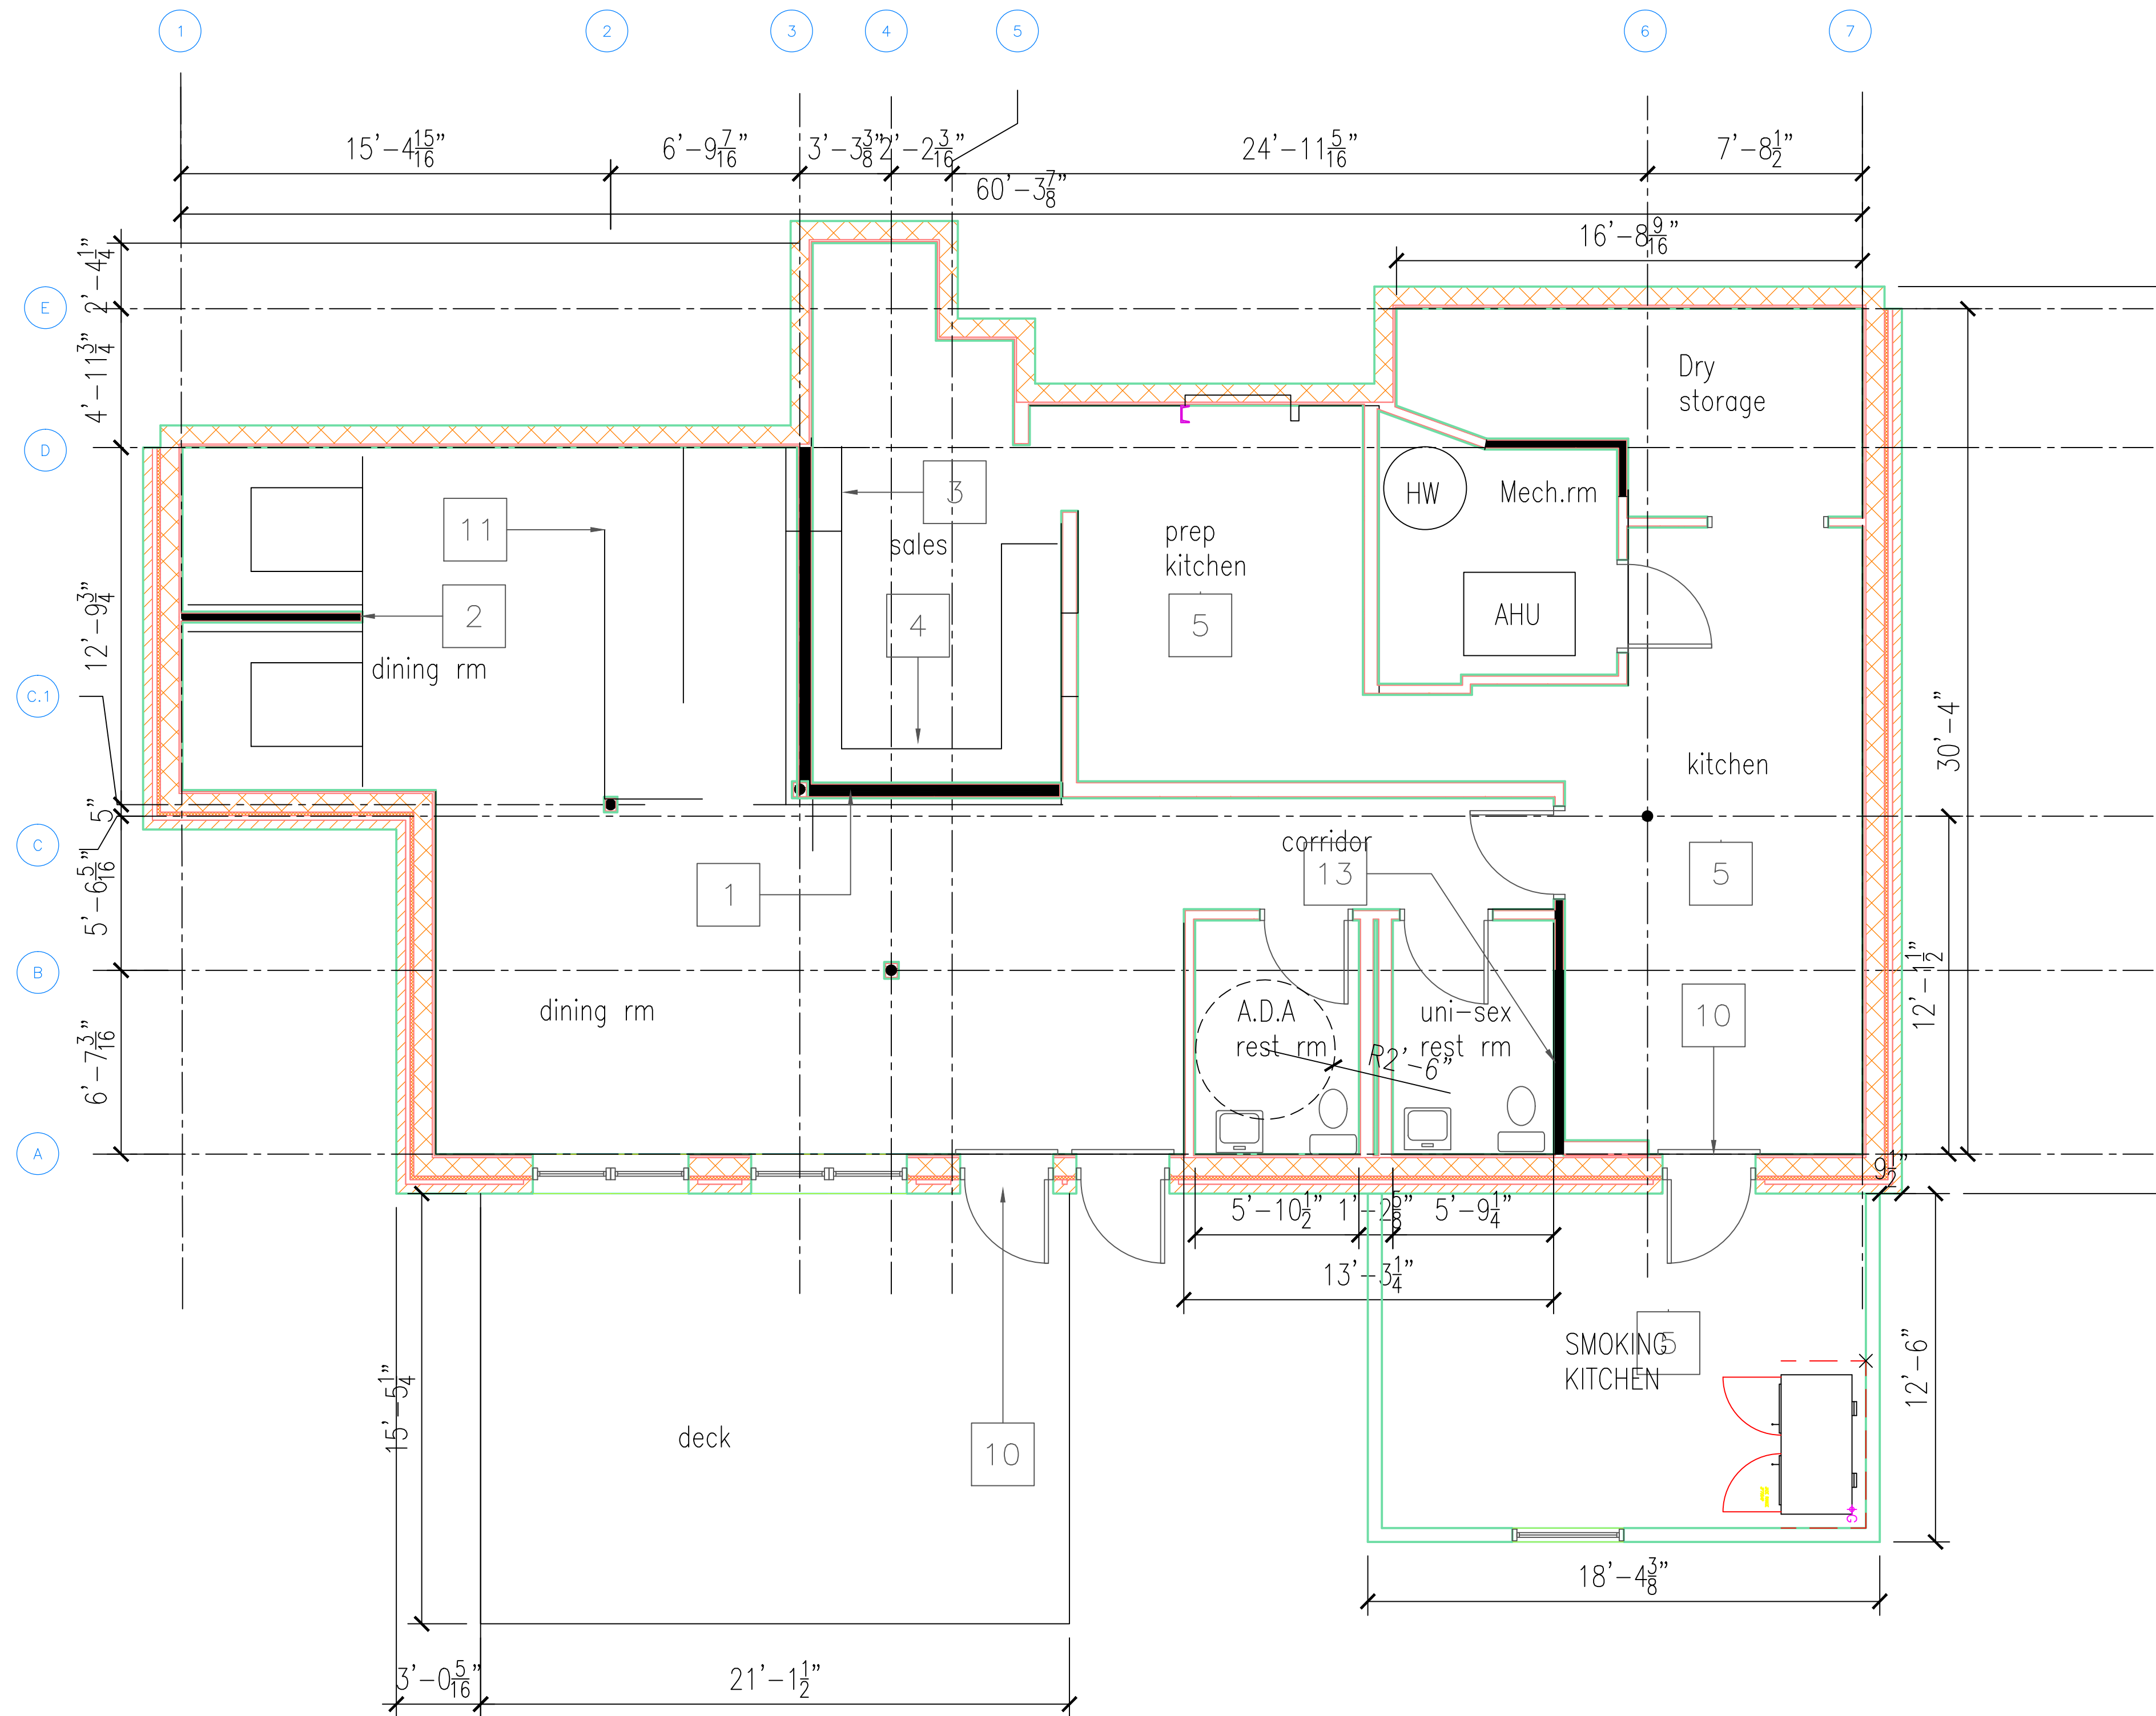 1 2 3 4 5 6 7
15'-4 15/16" 6'-9 7/16" 3'-3 3/8" 2'-2 3/16" 24'-11 5/16" 7'-8 1/2"
60'-3 7/8"
16'-8 9/16"
2'-4 1/4"
E
4'-11 3/4"
D
Dry
storage
HW
Mech.rm
3
11
sales
prep
kitchen
2
4
5
AHU
12'-9 3/4"
dining rm
C.1
30'-4"
kitchen
5"
C
corridor
13
5
1
5'-6 5/16"
12'-1 1/2"
B
dining rm
A.D.A
rest rm
uni-sex
rest rm
R2'-6"
10
6'-7 3/16"
A
9 1/2"
5'-10 1/2" 1'-2 5/8" 5'-9 1/4"
13'-3 1/4"
SMOKING
KITCHEN
5
12'-6"
15'-5 1/4"
deck
10
G
18'-4 3/8"
3'-0 5/16" 21'-1 1/2"